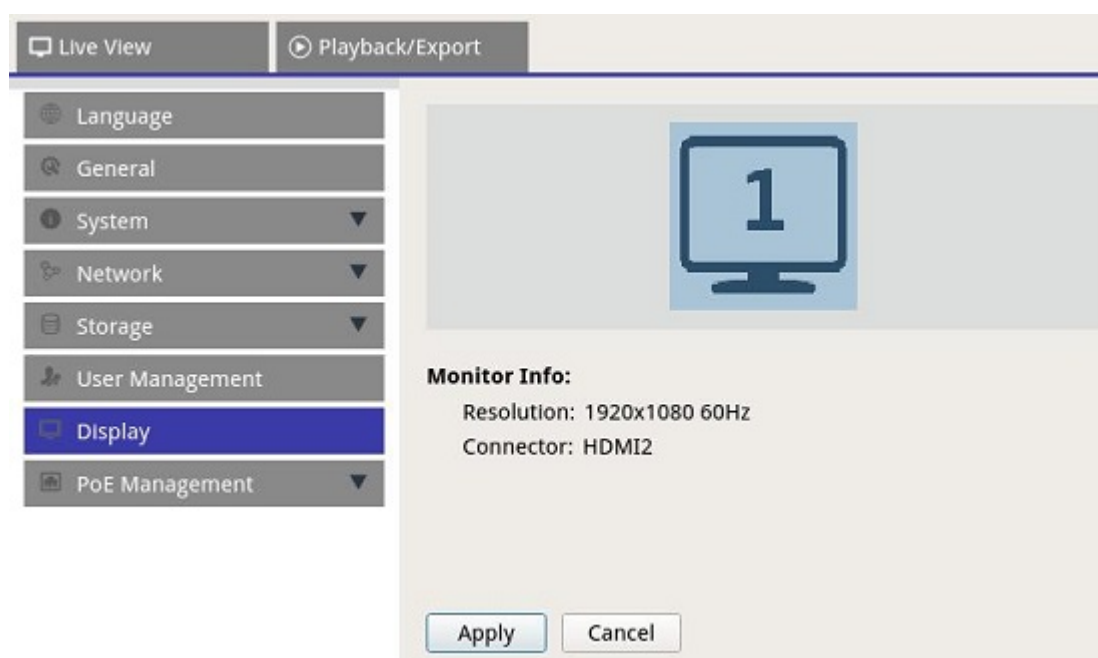 Live View
Playback/Export
Language
General
System
Network
Storage
User Management
Display
PoE Management
1
Monitor Info:
Resolution: 1920x1080 60Hz
Connector: HDMI2
Apply
Cancel